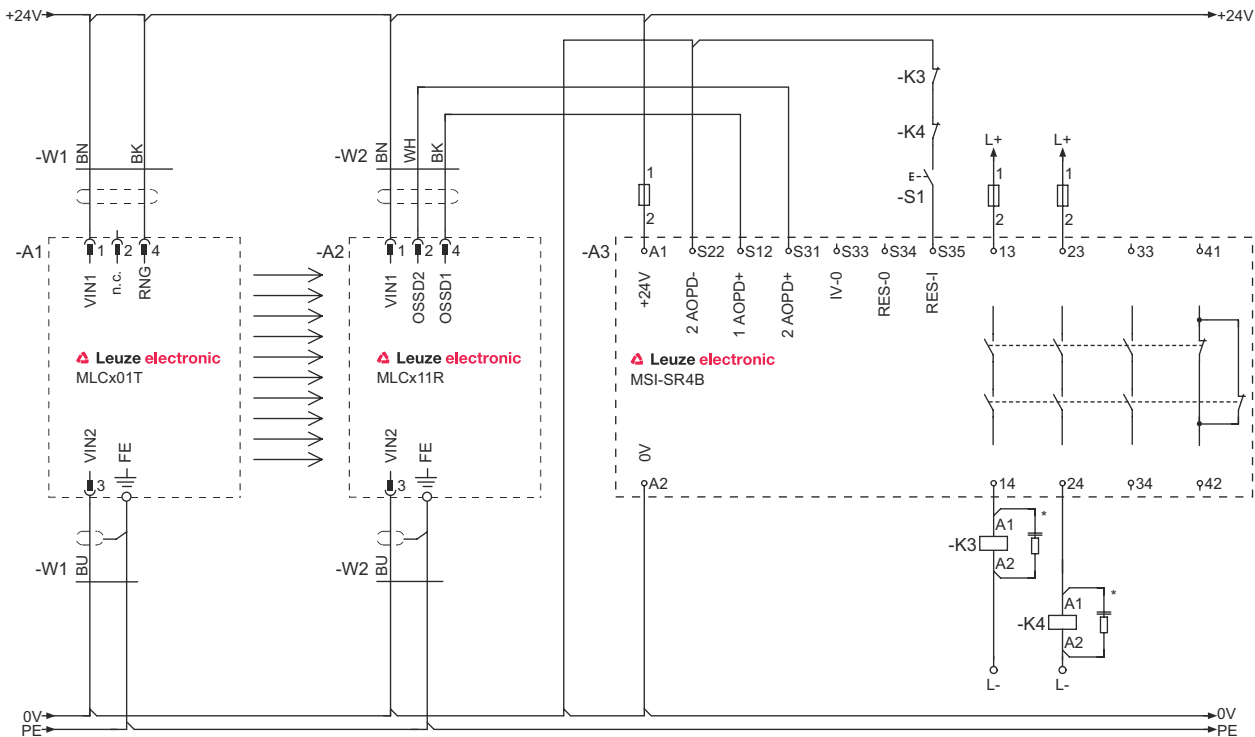 +24V
+24V
-K3
-K4
-S1
E
L+
L+
1
2
1
2
1
2
-W1
BN
BK
-W2
BN
WH
BK
-A1
1
2
4
VIN1
n.c.
RNG
Leuze electronic
MLCx01T
VIN2
FE
3
-W1
BU
-A2
1
2
4
VIN1
OSSD2
OSSD1
Leuze electronic
MLCx11R
VIN2
FE
3
-W2
BU
-A3
A1
S22
S12
S31
S33
S34
S35
13
23
33
41
+24V
2 AOPD-
1 AOPD+
2 AOPD+
IV-0
RES-0
RES-I
Leuze electronic
MSI-SR4B
0V
A2
14
24
34
42
-K3
A1
A2
*
-K4
A1
A2
*
L-
L-
0V
0V
PE
PE